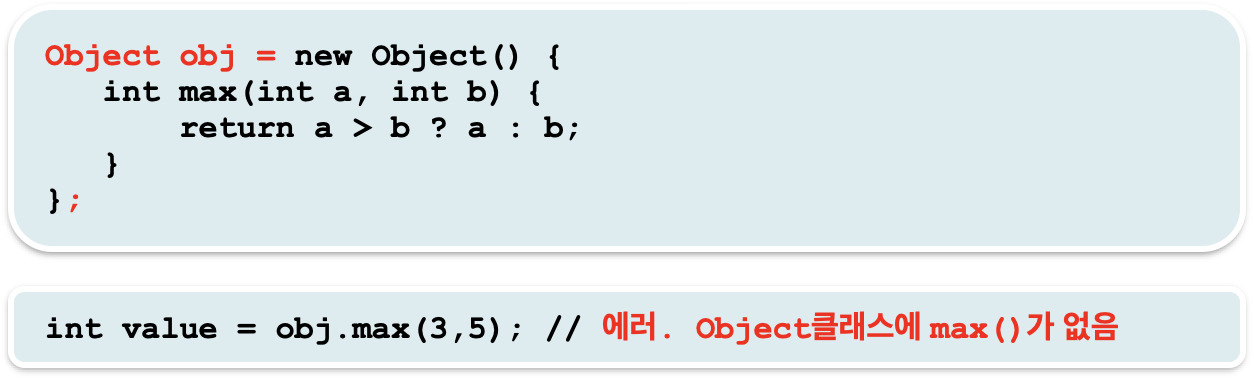 Object obj = new Object() {
    int max(int a, int b) {
        return a > b ? a : b;
    }
};
int value = obj.max(3,5); // 에러. Object클래스에 max()가 없음